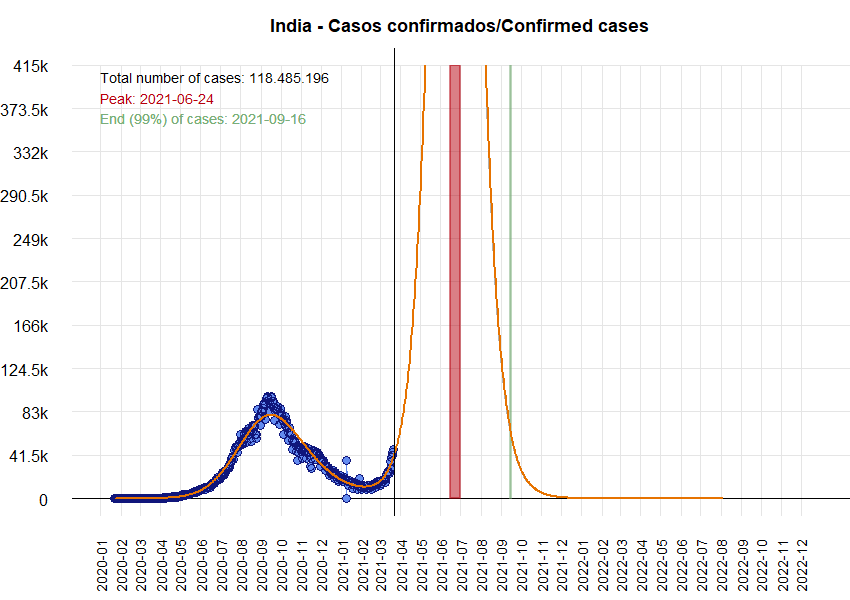 India - Casos confirmados/Confirmed cases
415k
Total number of cases: 118.485.196
Peak: 2021-06-24
373.5k
End (99%) of cases: 2021-09-16
332k
290.5k
249k
207.5k
166k
124.5k
83k
41.5k
0
2020-01
2020-02
2020-03
2020-04
2020-05
2020-06
2020-07
2020-08
2020-09
2020-10
2020-11
2020-12
2021-01
2021-02
2021-03
2021-04
2021-05
2021-06
2021-07
2021-08
2021-09
2021-10
2021-11
2021-12
2022-01
2022-02
2022-03
2022-04
2022-05
2022-06
2022-07
2022-08
2022-09
2022-10
2022-11
2022-12